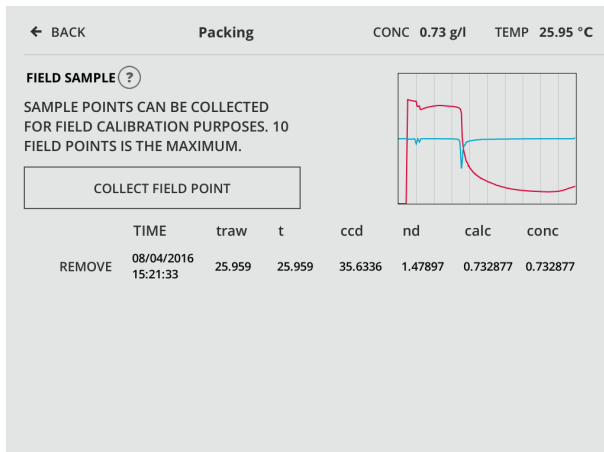 ← BACK Packing CONC 0.73 g/l TEMP 25.95 °C
FIELD SAMPLE ?
SAMPLE POINTS CAN BE COLLECTED
FOR FIELD CALIBRATION PURPOSES. 10
FIELD POINTS IS THE MAXIMUM.
COLLECT FIELD POINT
TIME traw t ccd nd calc conc
REMOVE 08/04/2016 15:21:33 25.959 25.959 35.6336 1.47897 0.732877 0.732877